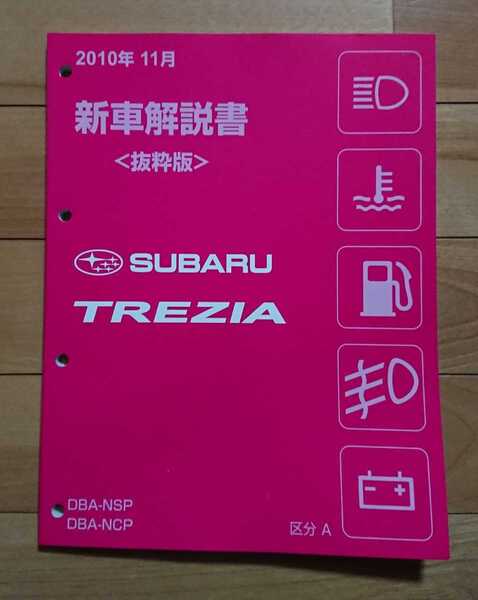 2010年 11月
新車解説書
<抜粋版>
SUBARU
TREZIA
DBA-NSP
DBA-NCP
区分 A